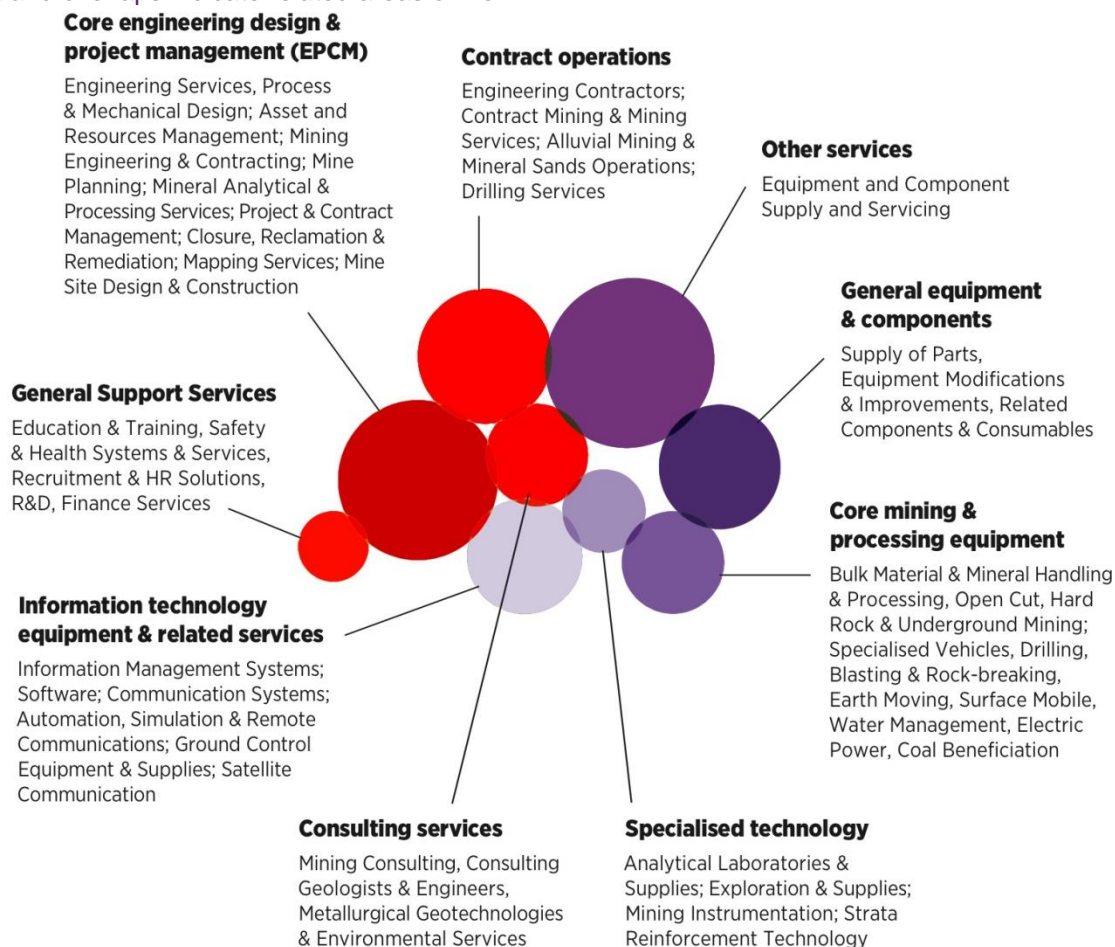 Core engineering design &
project management (EPCM)
Engineering Services, Process
& Mechanical Design; Asset and
Resources Management; Mining
Engineering & Contracting; Mine
Planning; Mineral Analytical &
Processing Services; Project & Contract
Management; Closure, Reclamation &
Remediation; Mapping Services; Mine
Site Design & Construction
Contract operations
Engineering Contractors;
Contract Mining & Mining
Services; Alluvial Mining &
Mineral Sands Operations;
Drilling Services
Other services
Equipment and Component
Supply and Servicing
General equipment
& components
Supply of Parts,
Equipment Modifications
& Improvements, Related
Components & Consumables
General Support Services
Education & Training, Safety
& Health Systems & Services,
Recruitment & HR Solutions,
R&D, Finance Services
Core mining &
processing equipment
Bulk Material & Mineral Handling
& Processing, Open Cut, Hard
Rock & Underground Mining;
Specialised Vehicles, Drilling,
Blasting & Rock-breaking,
Earth Moving, Surface Mobile,
Water Management, Electric
Power, Coal Beneficiation
Information technology
equipment & related services
Information Management Systems;
Software; Communication Systems;
Automation, Simulation & Remote
Communications; Ground Control
Equipment & Supplies; Satellite
Communication
Consulting services
Mining Consulting, Consulting
Geologists & Engineers,
Metallurgical Geotechnologies
& Environmental Services
Specialised technology
Analytical Laboratories &
Supplies; Exploration & Supplies;
Mining Instrumentation; Strata
Reinforcement Technology